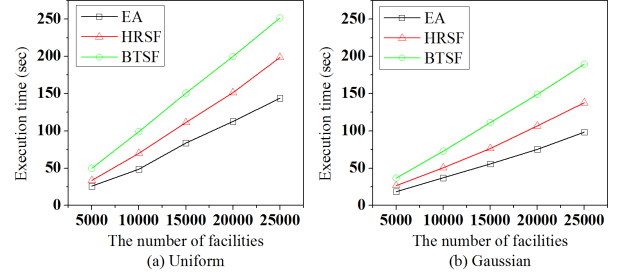 Execution time (sec)
250
200
150
100
50
0
EA
HRSF
BTSF
5000 10000 15000 20000 25000
The number of facilities
(a) Uniform
Execution time (sec)
250
200
150
100
50
0
EA
HRSF
BTSF
5000 10000 15000 20000 25000
The number of facilities
(b) Gaussian